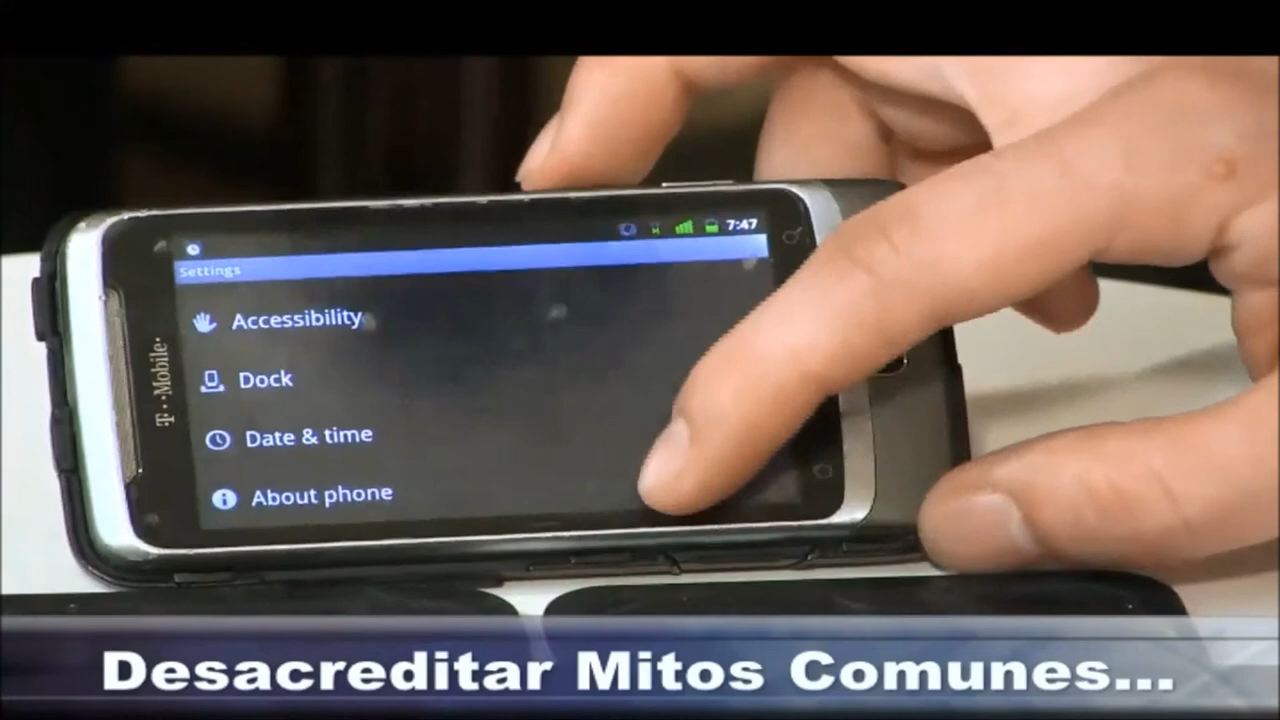 7:47
Settings
Accessibility
Dock
Date & time
About phone
T··Mobile·
Desacreditar Mitos Comunes...